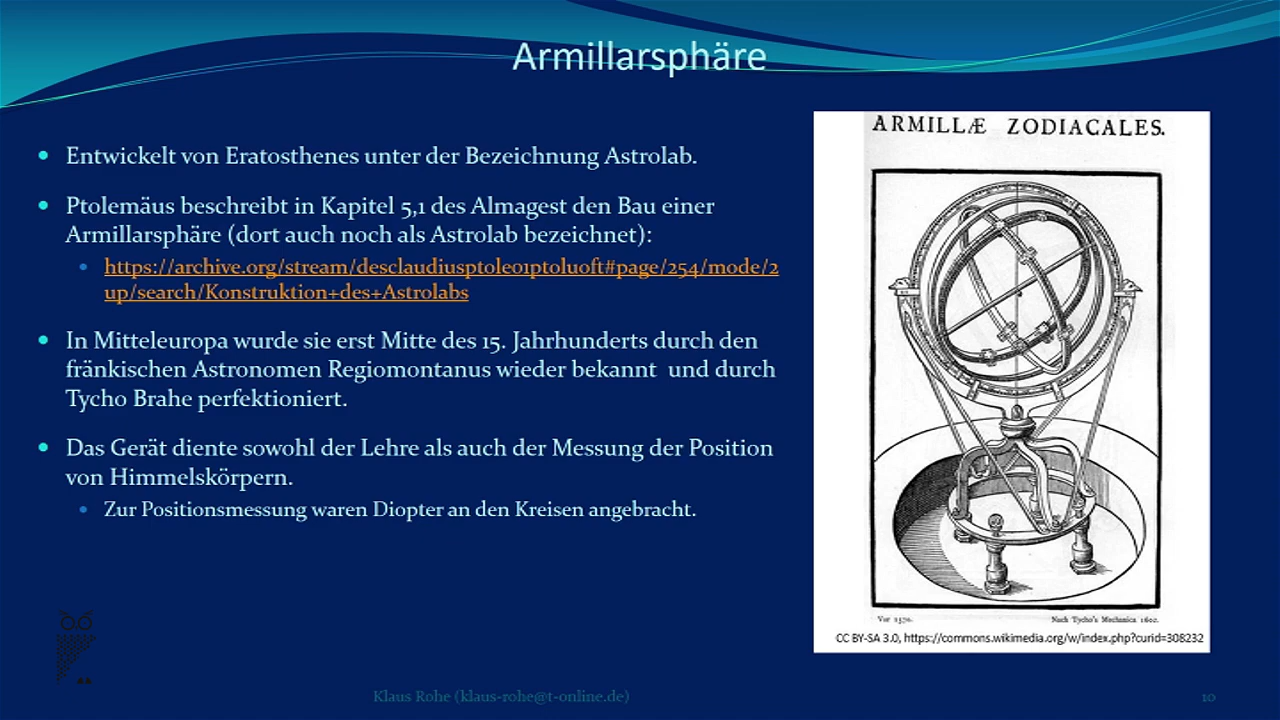 Armillarsphäre
Entwickelt von Eratosthenes unter der Bezeichnung Astrolab.
Ptolemäus beschreibt in Kapitel 5,1 des Almagest den Bau einer
Armillarsphäre (dort auch noch als Astrolab bezeichnet):
https://archive.org/stream/desclaudiusptole01ptoluoft#page/254/mode/2
up/search/Konstruktion+des+Astrolabs
In Mitteleuropa wurde sie erst Mitte des 15. Jahrhunderts durch den
fränkischen Astronomen Regiomontanus wieder bekannt und durch
Tycho Brahe perfektioniert.
Das Gerät diente sowohl der Lehre als auch der Messung der Position
von Himmelskörpern.
Zur Positionsmessung waren Diopter an den Kreisen angebracht.
ARMILLÆ ZODIACALES.
Vor 1570. Nach Tycho's Mechanica 1602.
CC BY-SA 3.0, https://commons.wikimedia.org/w/index.php?curid=308232
Klaus Rohe (klaus-rohe@t-online.de) 10